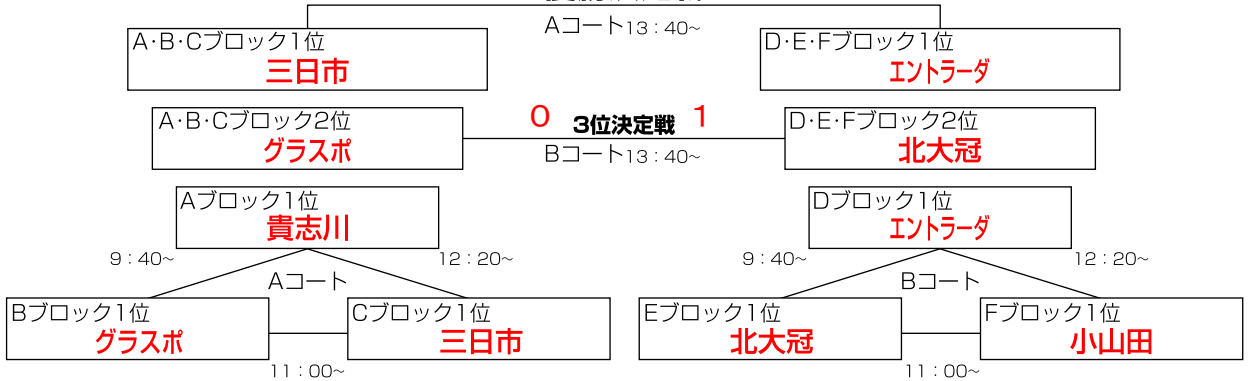 Aコート13：40~
A・B・Cブロック1位
三日市
D・E・Fブロック1位
エントラーダ
A・B・Cブロック2位
グラスポ
0 3位決定戦 1
Bコート13：40~
D・E・Fブロック2位
北大冠
Aブロック1位
貴志川
Dブロック1位
エントラーダ
9：40~
12：20~
9：40~
12：20~
Aコート
Bコート
Bブロック1位
グラスポ
Cブロック1位
三日市
Eブロック1位
北大冠
Fブロック1位
小山田
11：00~
11：00~